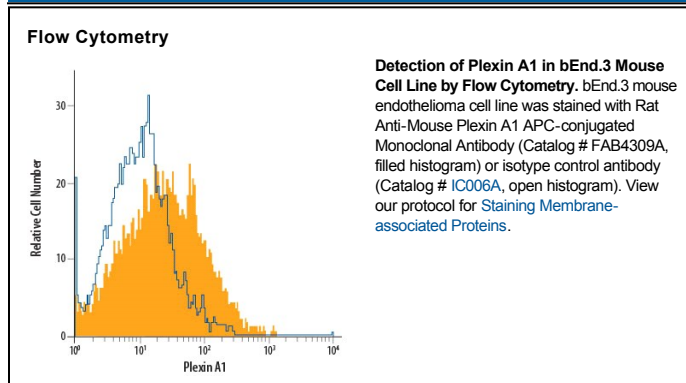 Flow Cytometry
Detection of Plexin A1 in bEnd.3 Mouse
Cell Line by Flow Cytometry. bEnd.3 mouse
endothelioma cell line was stained with Rat
Anti-Mouse Plexin A1 APC-conjugated
Monoclonal Antibody (Catalog # FAB4309A,
filled histogram) or isotype control antibody
(Catalog # IC006A, open histogram). View
our protocol for Staining Membrane-
associated Proteins.
Relative Cell Number
30
20
10
0
10⁰ 10¹ 10² 10³ 10⁴
Plexin A1